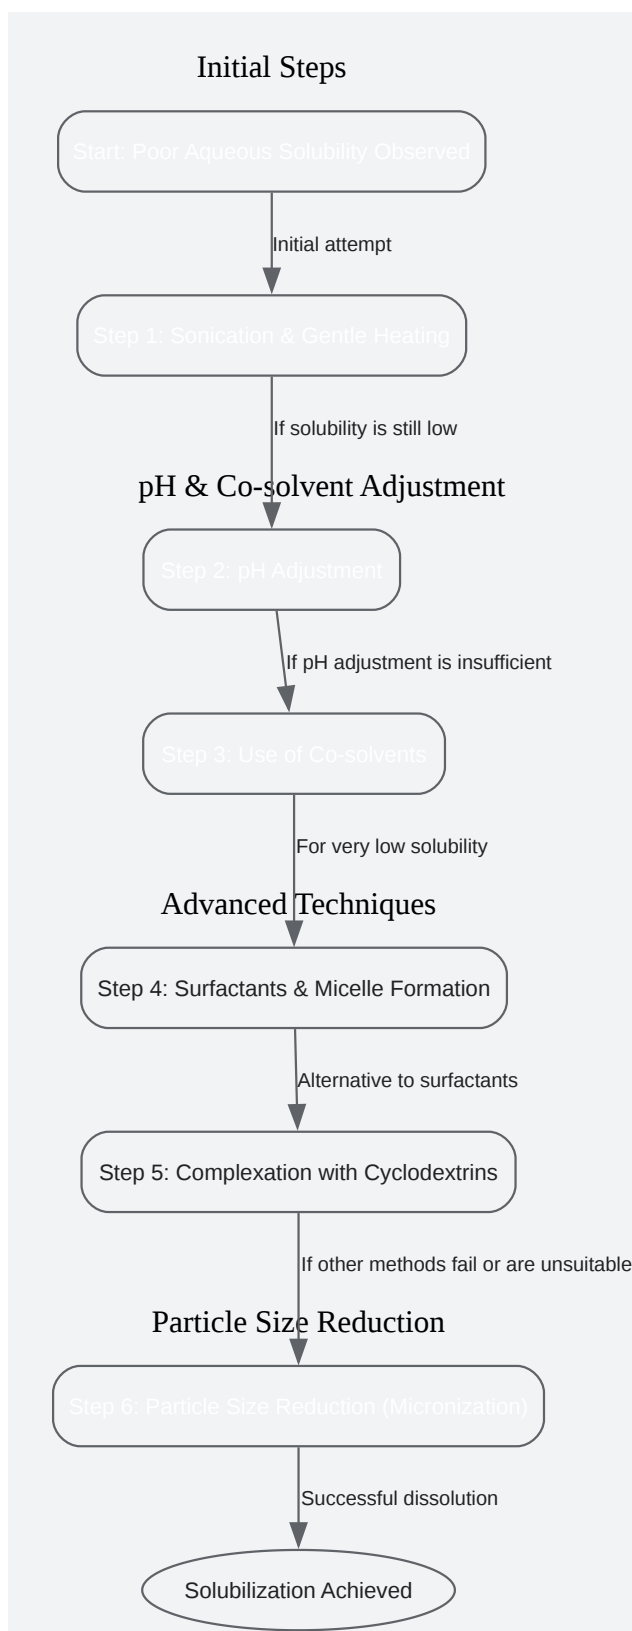 Initial Steps
Start: Poor Aqueous Solubility Observed
Initial attempt
Step 1: Sonication & Gentle Heating
If solubility is still low
pH & Co-solvent Adjustment
Step 2: pH Adjustment
If pH adjustment is insufficient
Step 3: Use of Co-solvents
For very low solubility
Advanced Techniques
Step 4: Surfactants & Micelle Formation
Alternative to surfactants
Step 5: Complexation with Cyclodextrins
If other methods fail or are unsuitable
Particle Size Reduction
Step 6: Particle Size Reduction (Micronization)
Successful dissolution
Solubilization Achieved